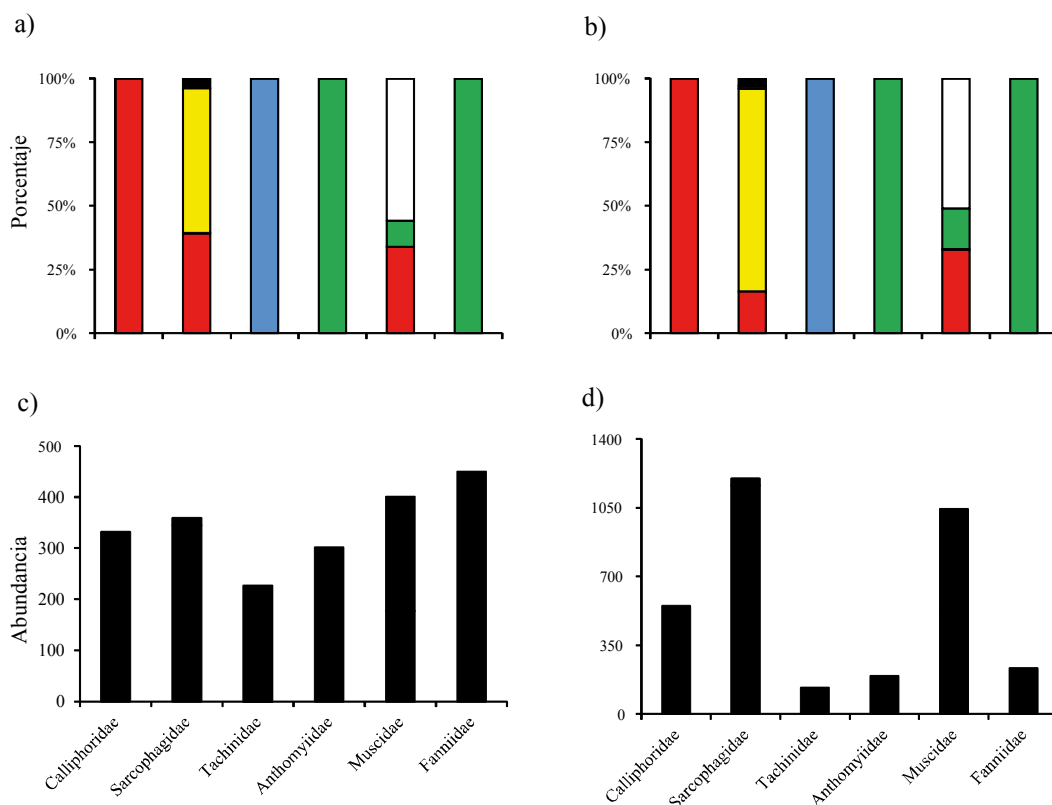 a)
b)
100%
75%
50%
25%
0%
Porcentaje
100%
75%
50%
25%
0%
c)
d)
500
400
300
200
100
0
Abundancia
1400
1050
700
350
0
Calliphoridae
Sarcophagidae
Tachinidae
Anthomyiidae
Muscidae
Fanniidae
Calliphoridae
Sarcophagidae
Tachinidae
Anthomyiidae
Muscidae
Fanniidae